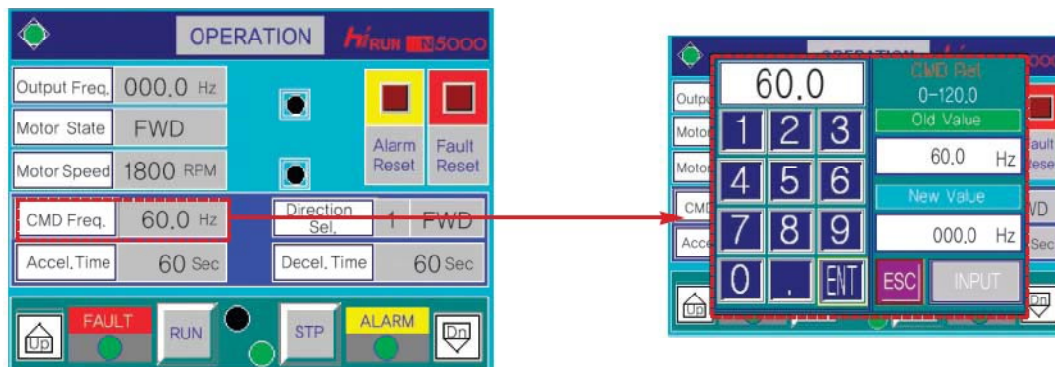 OPERATION HiRUN N5000
Output Freq. 000.0 Hz
Motor State FWD
Motor Speed 1800 RPM
Alarm Reset
Fault Reset
CMD Freq. 60.0 Hz
Direction Sel. 1 FWD
Accel. Time 60 Sec
Decel. Time 60 Sec
Up
FAULT
RUN
STP
ALARM
Dn
60.0
1 2 3
4 5 6
7 8 9
0 . ENT
0-120.0
Old Value
60.0 Hz
New Value
000.0 Hz
ESC INPUT
Up
Dn